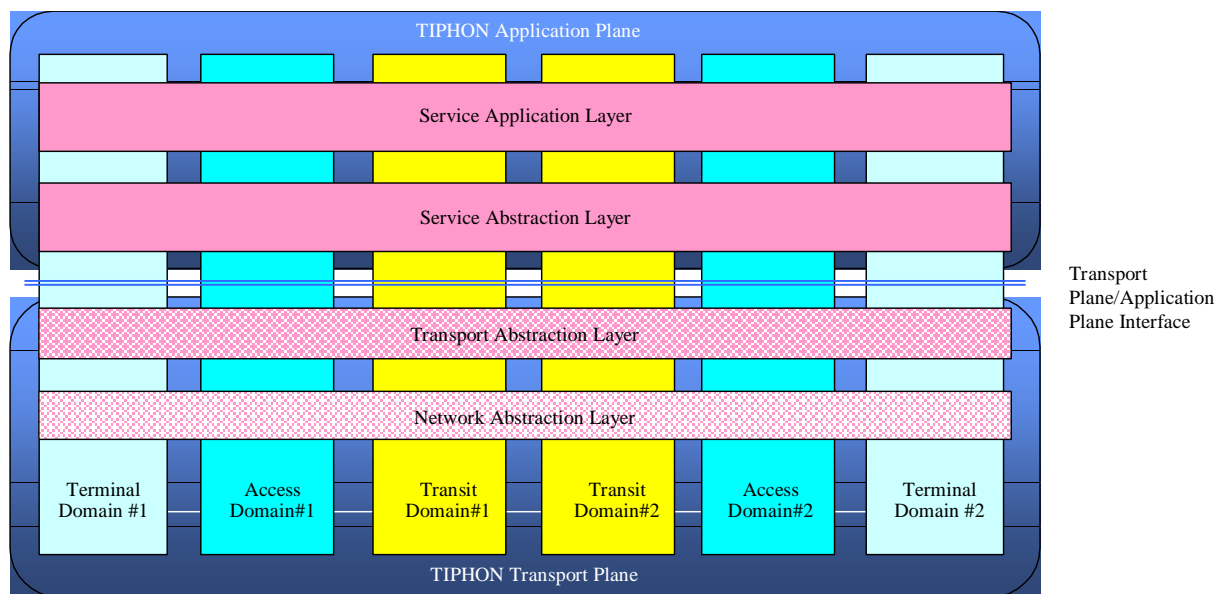 TIPHON Application Plane
Service Application Layer
Service Abstraction Layer
Transport
Plane/Application
Plane Interface
Transport Abstraction Layer
Network Abstraction Layer
Terminal
Domain #1
Access
Domain#1
Transit
Domain#1
Transit
Domain#2
Access
Domain#2
Terminal
Domain #2
TIPHON Transport Plane